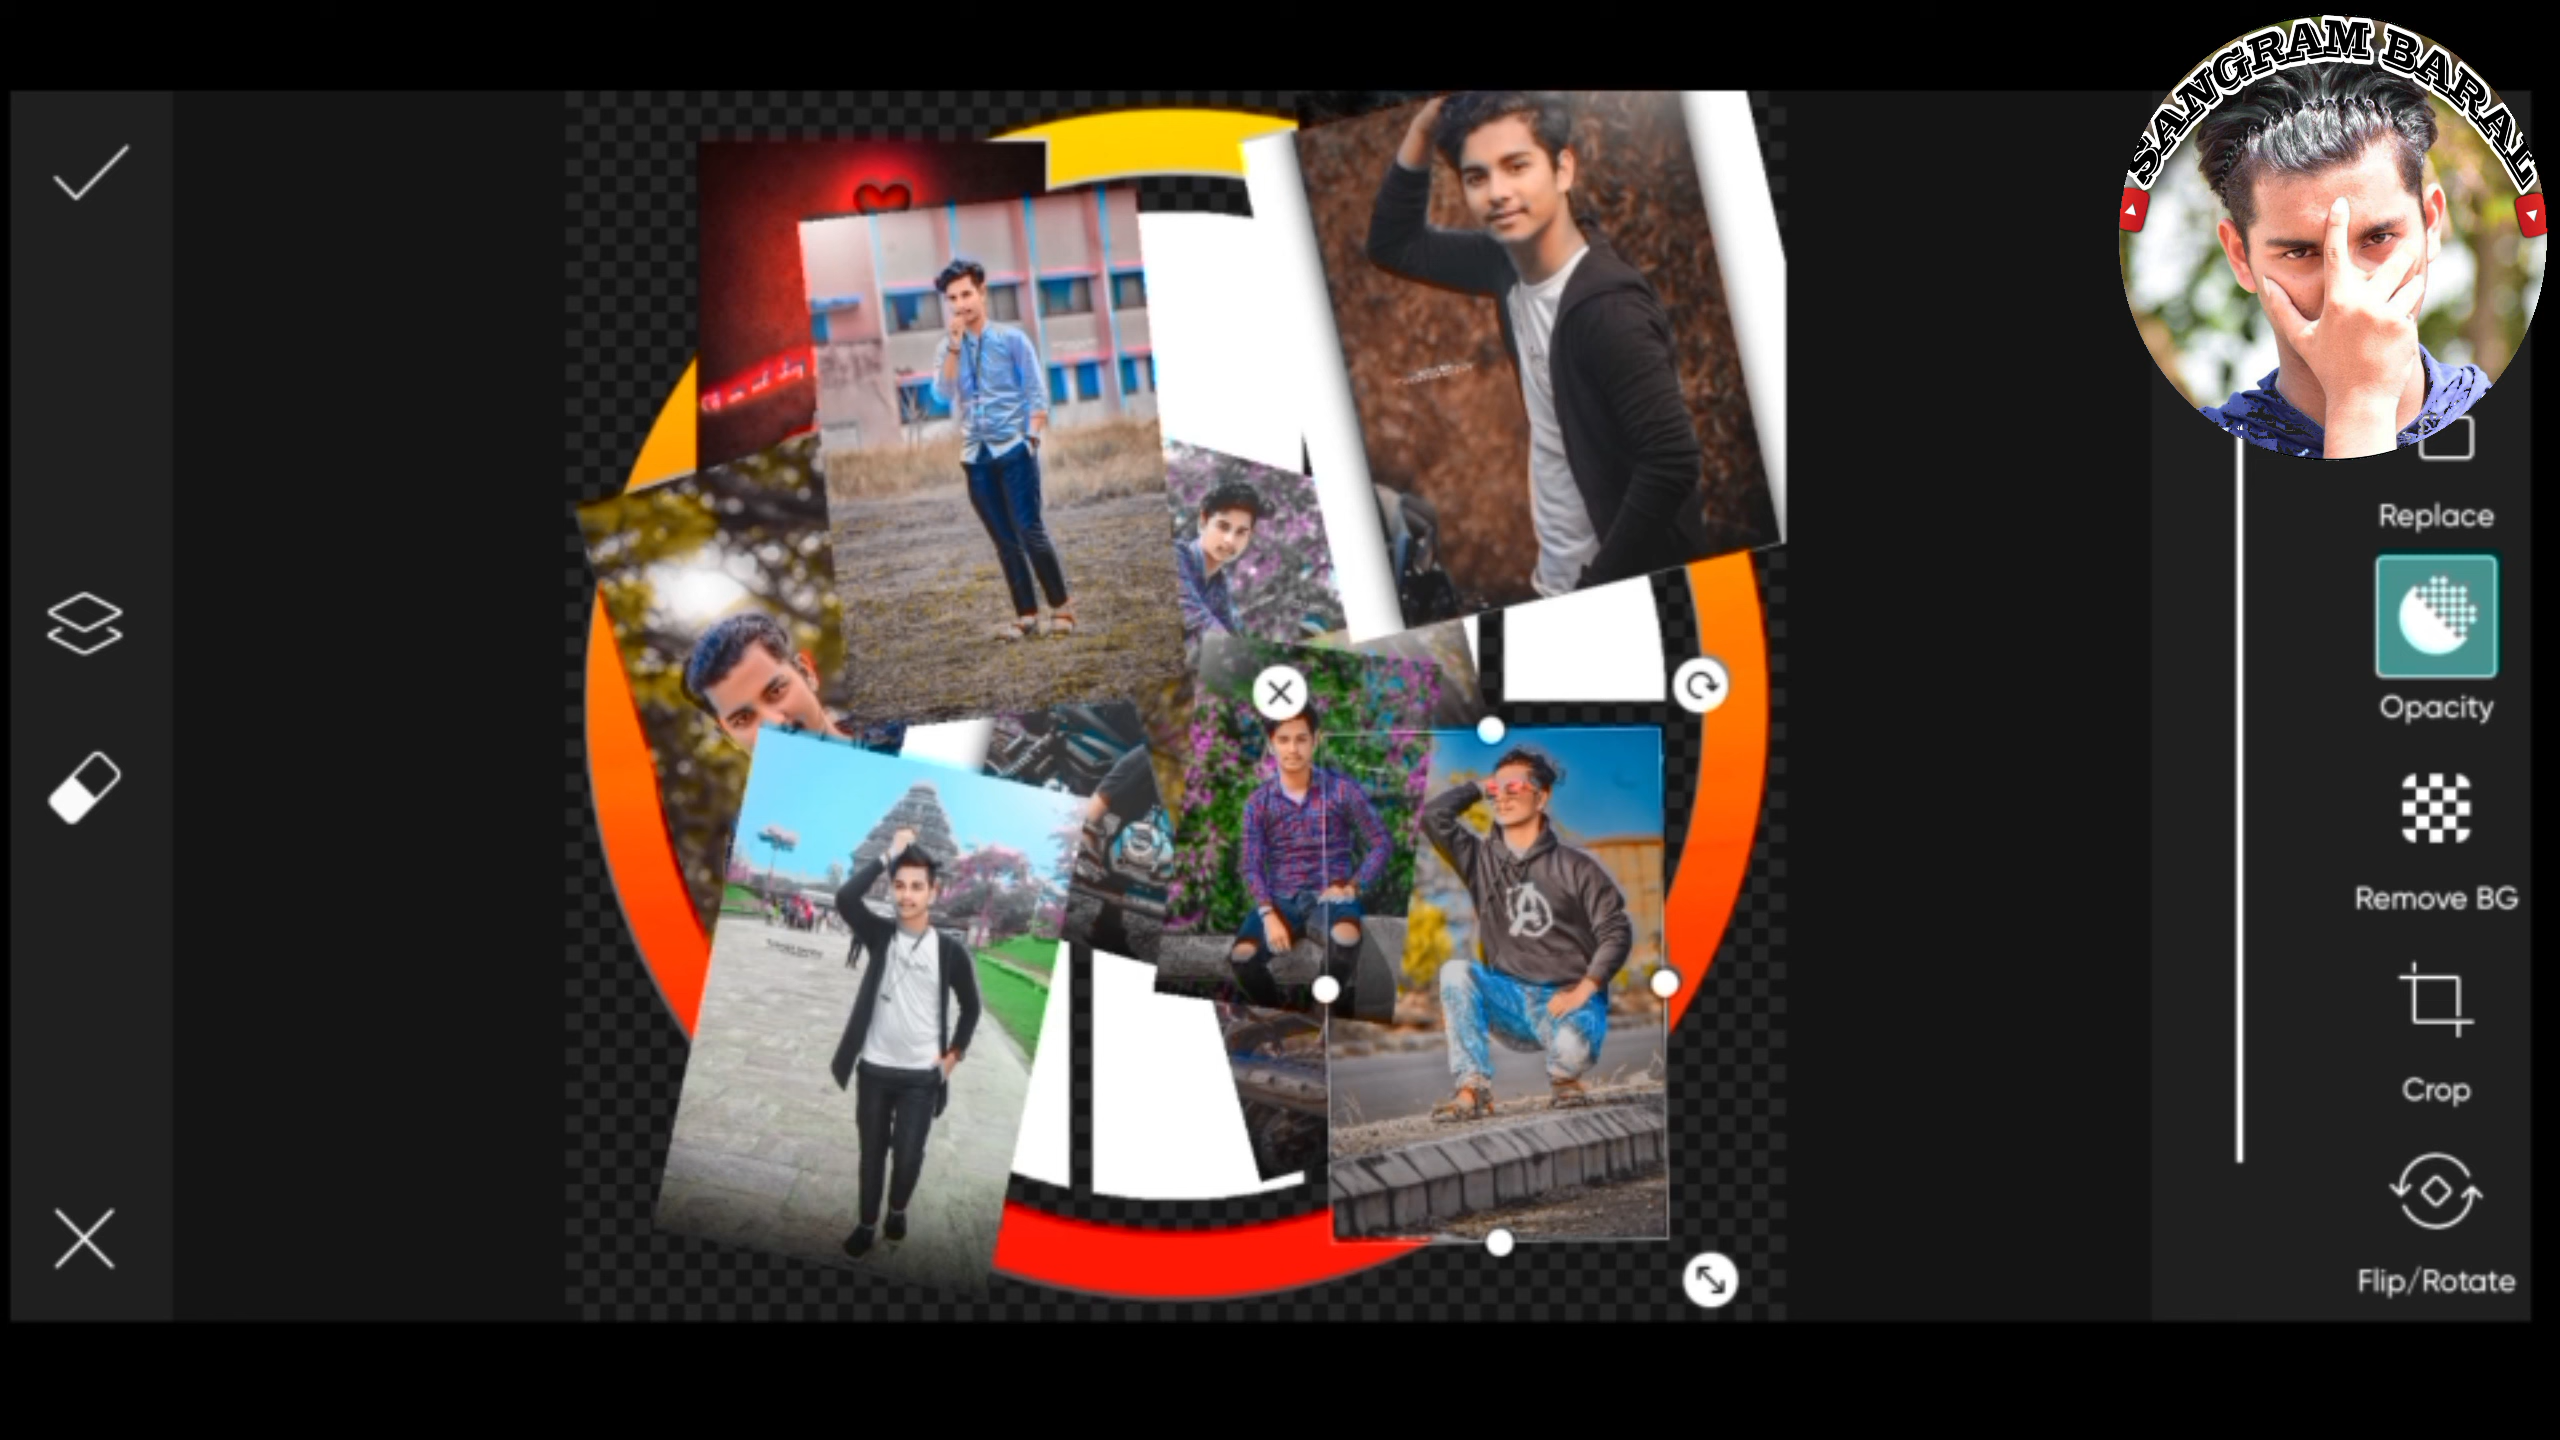 SANGRAM BARAL
Replace
Opacity
Remove BG
Crop
Flip/Rotate